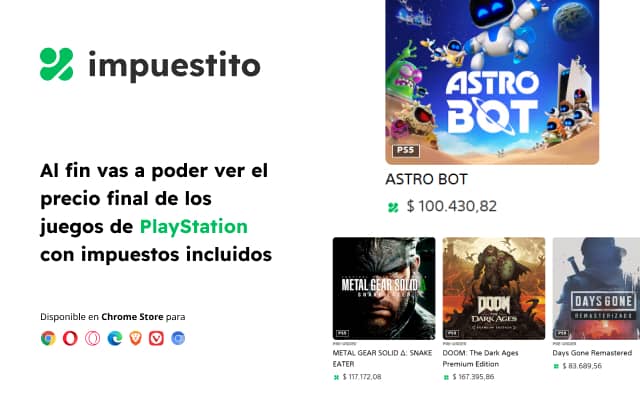 impuestito
Al fin vas a poder ver el
precio final de los
juegos de PlayStation
con impuestos incluidos
Disponible en Chrome Store para
ASTRO
BOT
PS5
ASTRO BOT
$ 100.430,82
METAL GEAR SOLID
SNAKE EATER
PS5
PRE-ORDER
METAL GEAR SOLID Δ: SNAKE
EATER
$ 117.172,08
DOOM
THE
DARK AGES
PREMIUM EDITION
PS5
PRE-ORDER
DOOM: The Dark Ages
Premium Edition
$ 167.395,86
DAYS GONE
REMASTERIZADO
PS5
PRE-ORDER
Days Gone Remastered
$ 83.689,56